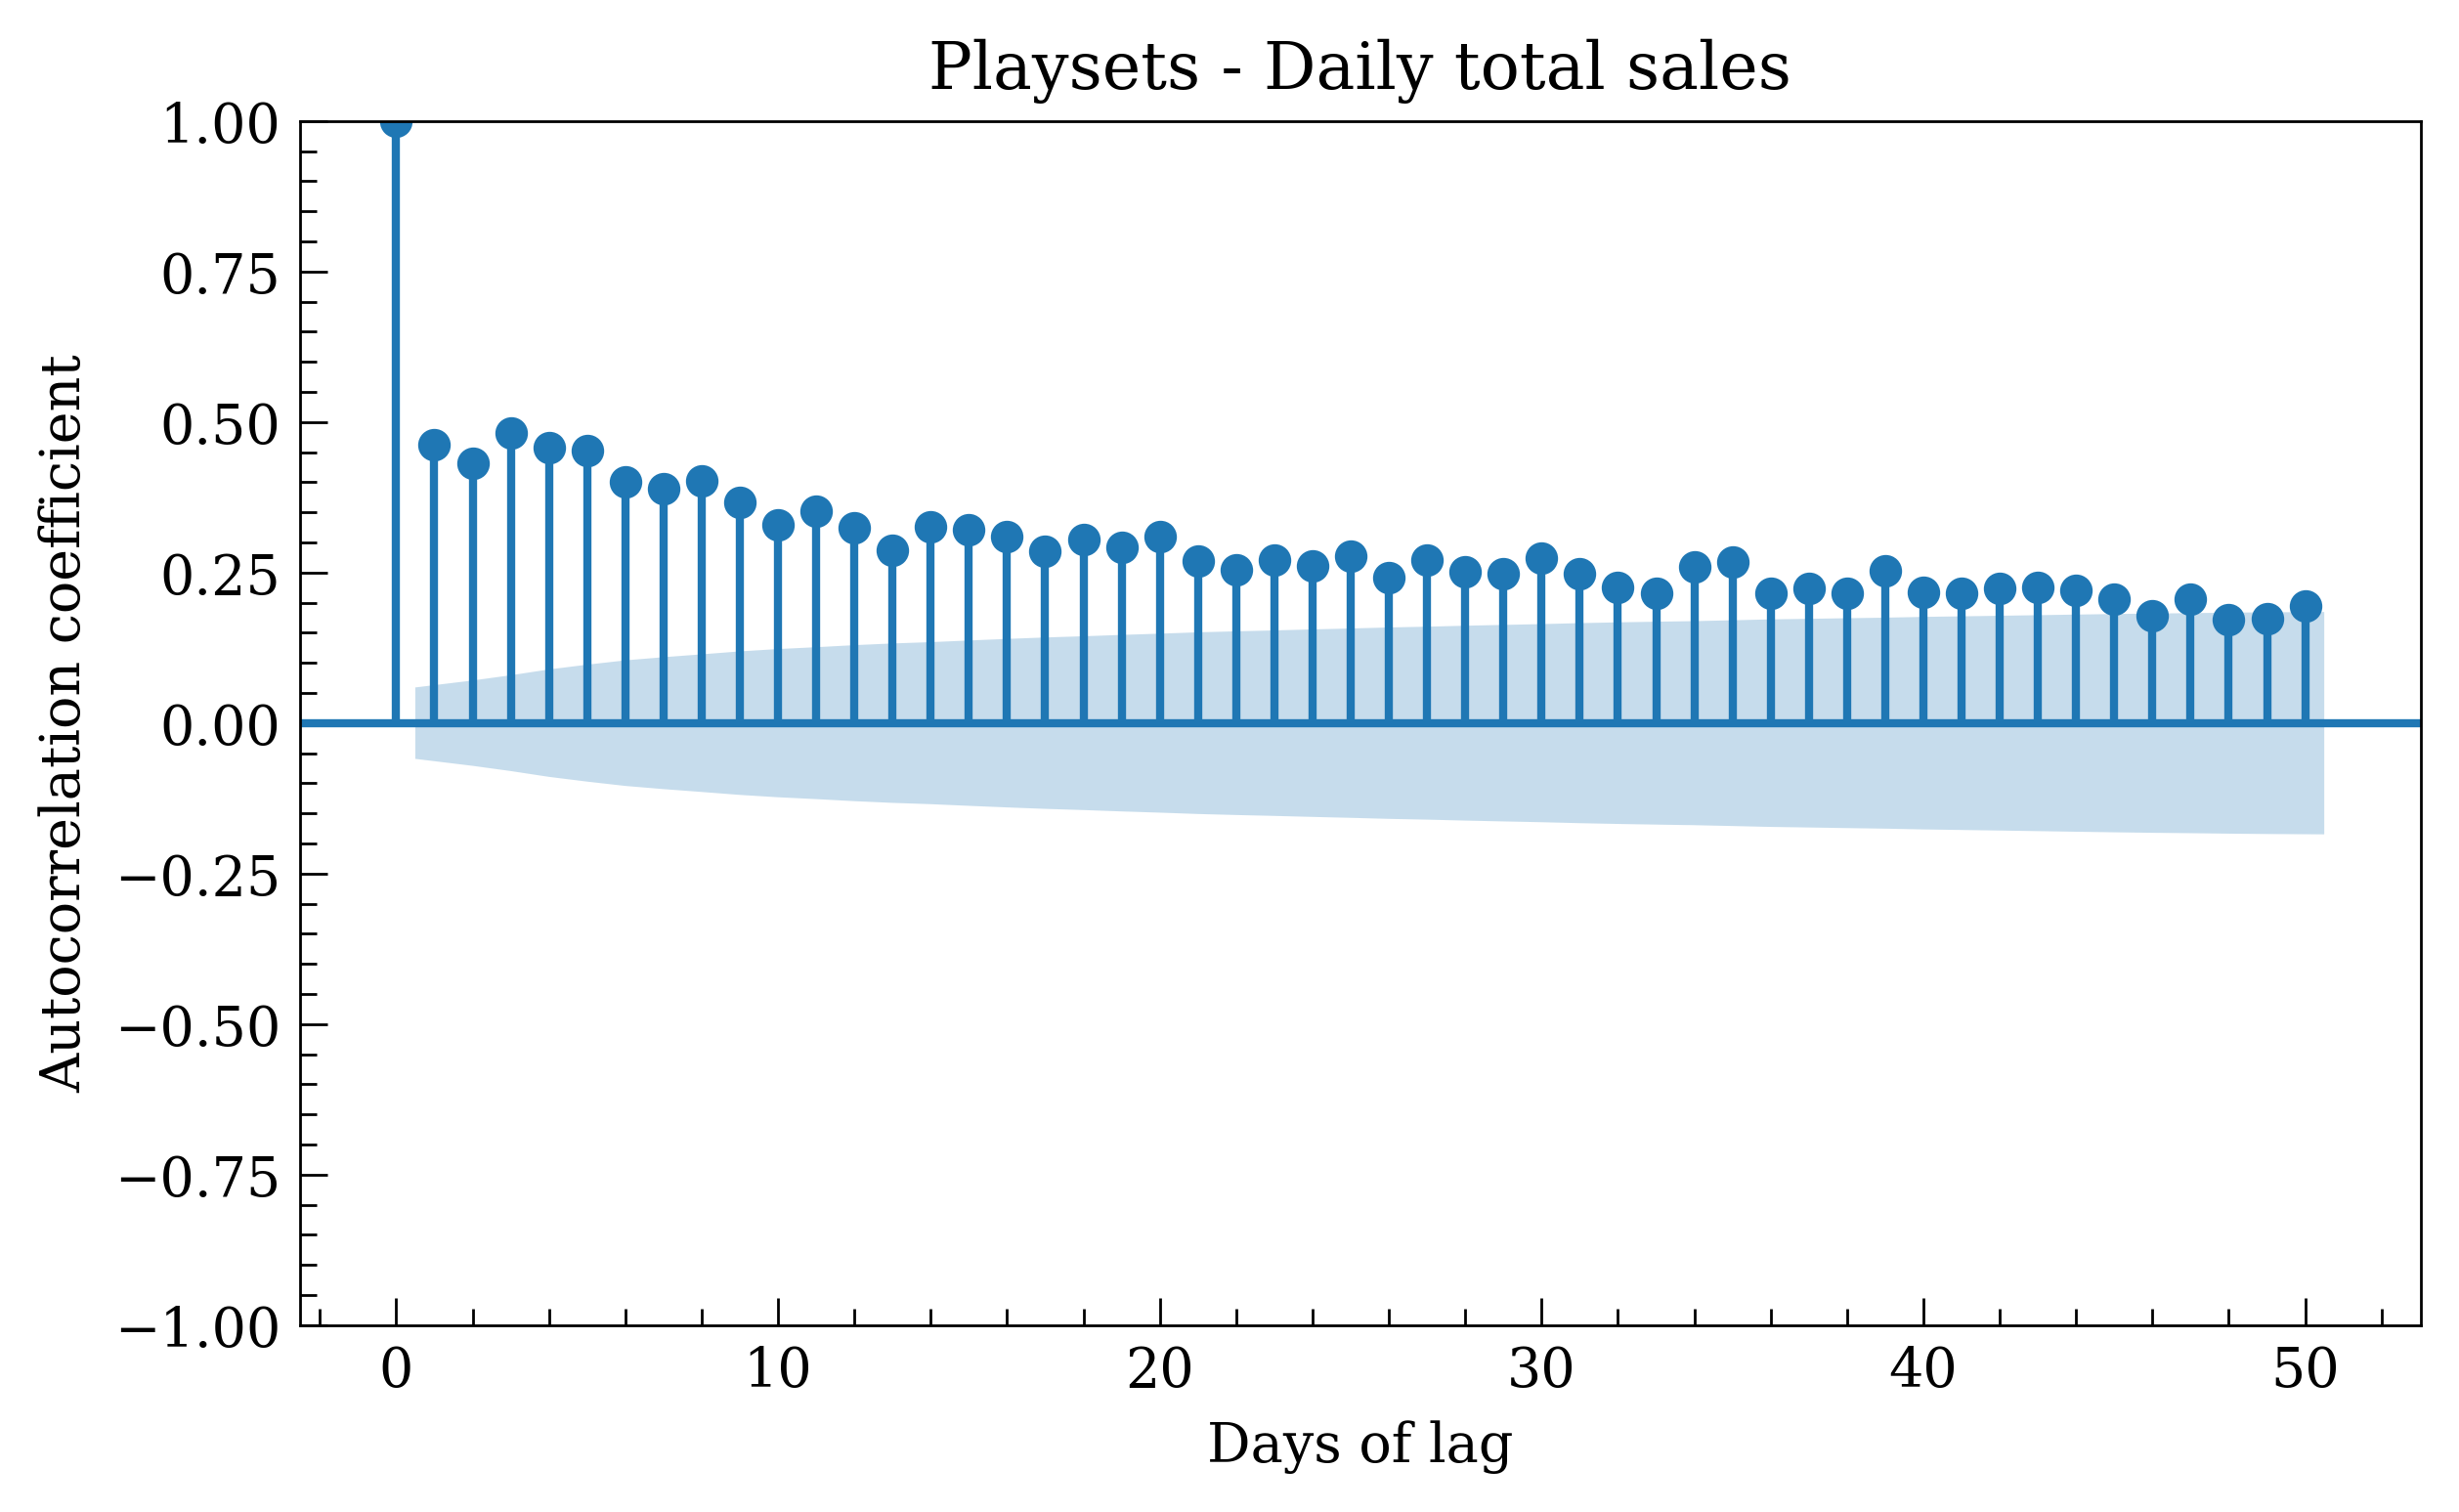 Playsets - Daily total sales
Autocorrelation coefficient
1.00
0.75
0.50
0.25
0.00
−0.25
−0.50
−0.75
−1.00
0 10 20 30 40 50
Days of lag